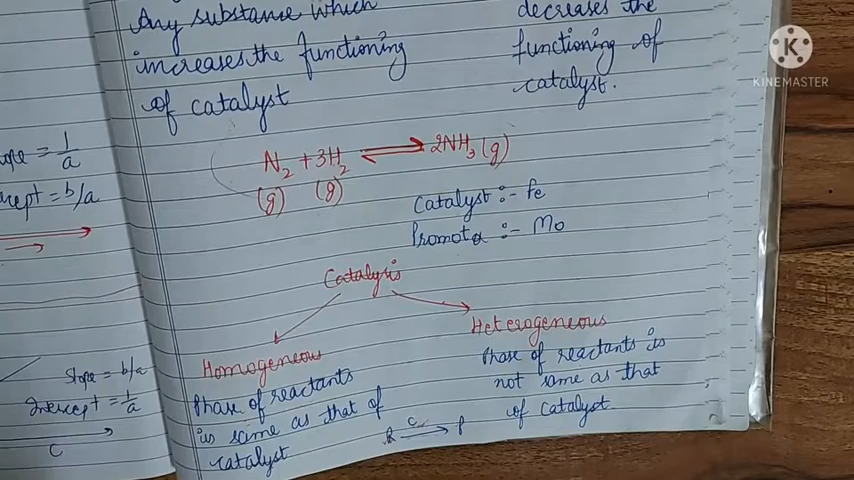 Any substance which
increases the functioning
of catalyst
decreases the
functioning of
catalyst.
KINEMASTER
N2 + 3H2 ⇌ 2NH3 (g)
(g) (g)
Catalyst :- Fe
Promoter :- Mo
= 1/a
= b/a
Catalysis
Homogeneous
Phase of reactants
is same as that of
catalyst
Heterogeneous
Phase of reactants is
not same as that
of catalyst
R C→ P
Slope = b/a
Intercept = 1/a
C